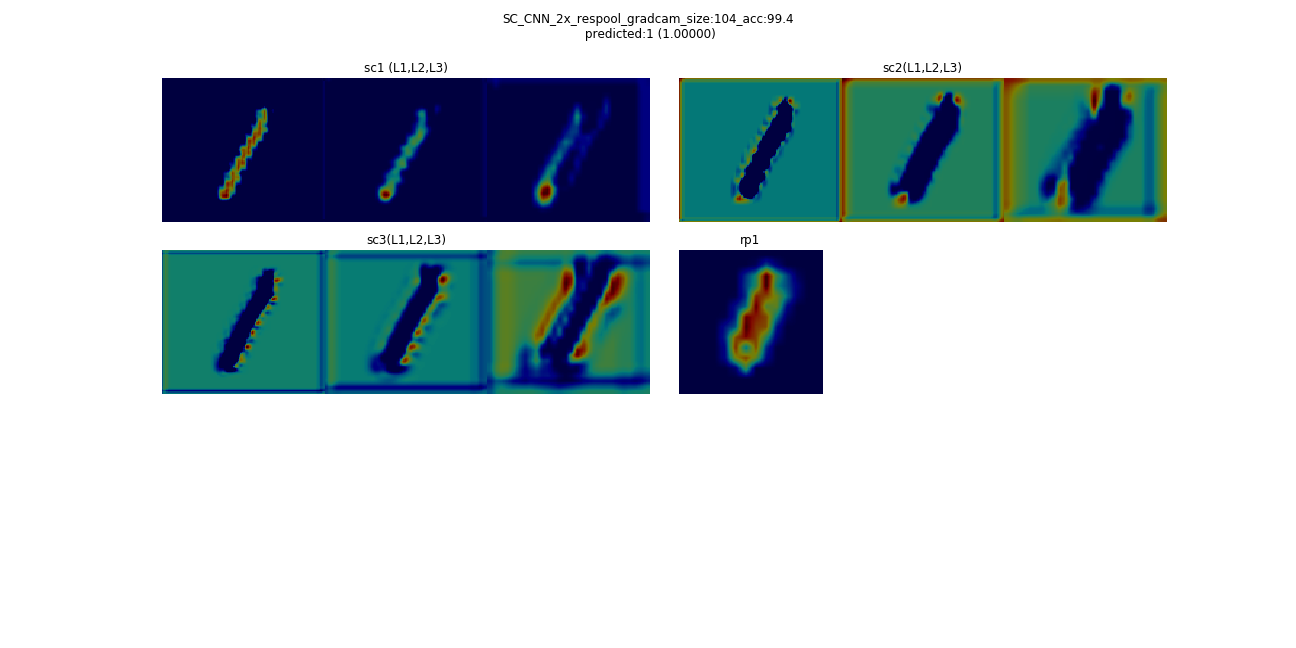 SC_CNN_2x_respool_gradcam_size:104_acc:99.4
predicted:1 (1.00000)
sc1 (L1,L2,L3)
sc2(L1,L2,L3)
sc3(L1,L2,L3)
rp1